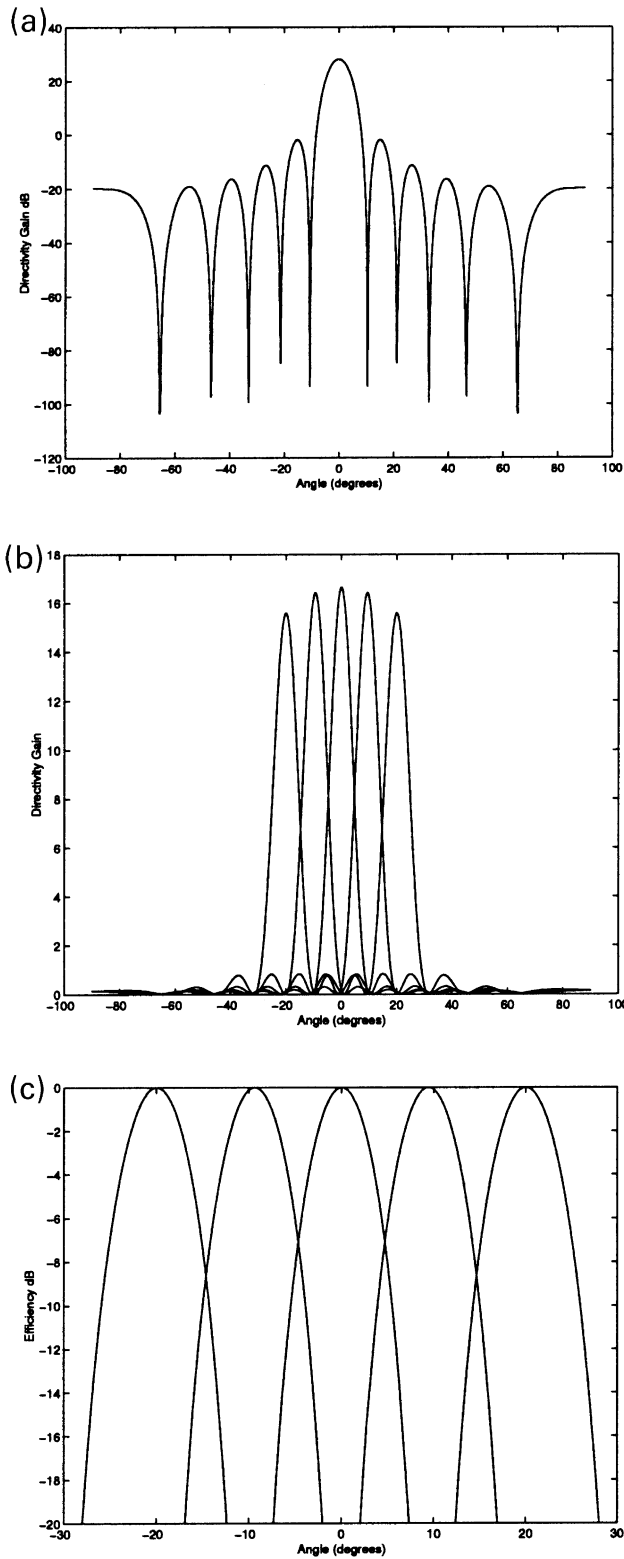 (a)
40
20
0
−20
−40
−60
−80
−100
−120
Directivity Gain dB
−100 −80 −60 −40 −20 0 20 40 60 80 100
Angle (degrees)
(b)
18
16
14
12
10
8
6
4
2
0
Directivity Gain
−100 −80 −60 −40 −20 0 20 40 60 80 100
Angle (degrees)
(c)
0
−2
−4
−6
−8
−10
−12
−14
−16
−18
−20
Efficiency dB
−30 −20 −10 0 10 20 30
Angle (degrees)